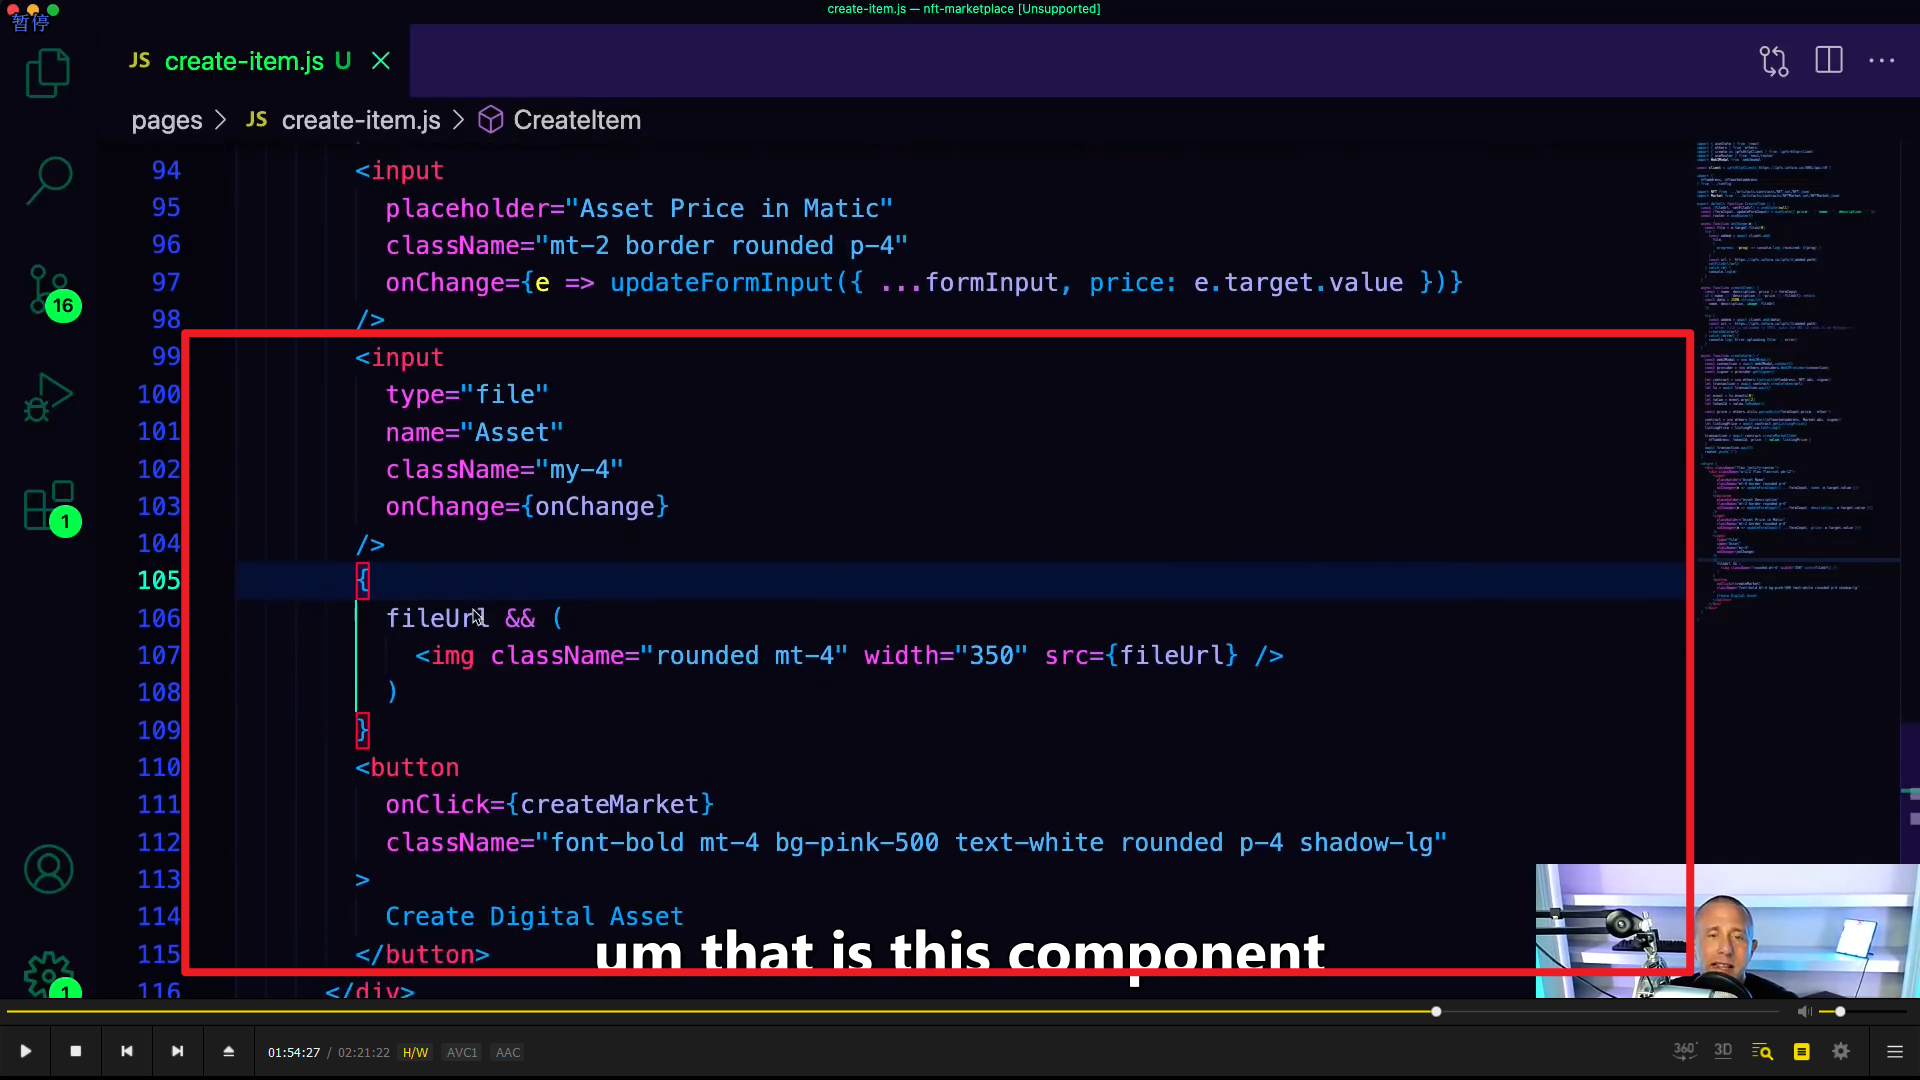 create-item.js — nft-marketplace [Unsupported]
暂停
JS create-item.js U
pages > JS create-item.js > CreateItem
94 <input
95 placeholder="Asset Price in Matic"
96 className="mt-2 border rounded p-4"
97 onChange={e => updateFormInput({ ...formInput, price: e.target.value })}
98 />
99 <input
100 type="file"
101 name="Asset"
102 className="my-4"
103 onChange={onChange}
104 />
105 {
106 fileUrl && (
107 <img className="rounded mt-4" width="350" src={fileUrl} />
108 )
109 }
110 <button
111 onClick={createMarket}
112 className="font-bold mt-4 bg-pink-500 text-white rounded p-4 shadow-lg"
113 >
114 Create Digital Asset
115 </button>
116 </div>
16
1
1
um that is this component
01:54:27 / 02:21:22 H/W AVC1 AAC
360° 3D